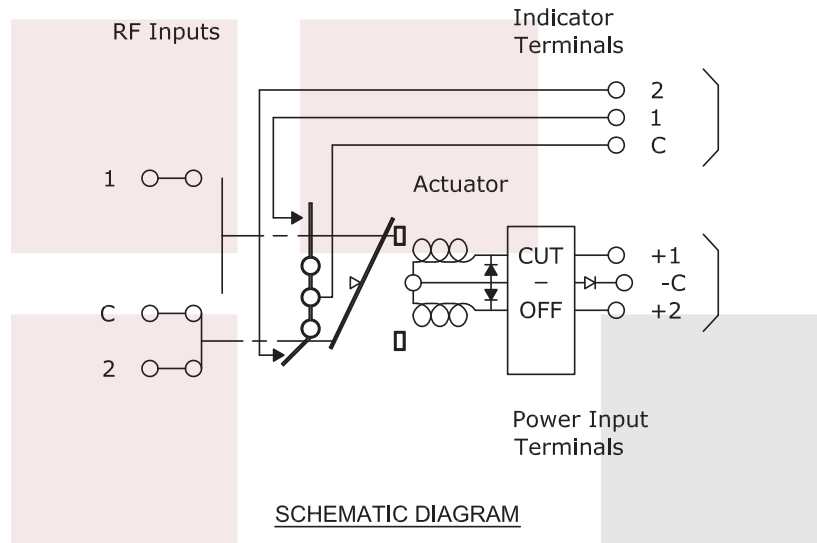 RF Inputs
Indicator
Terminals
2
1
C
1
Actuator
CUT
–
OFF
+1
-C
+2
C
2
Power Input
Terminals
SCHEMATIC DIAGRAM